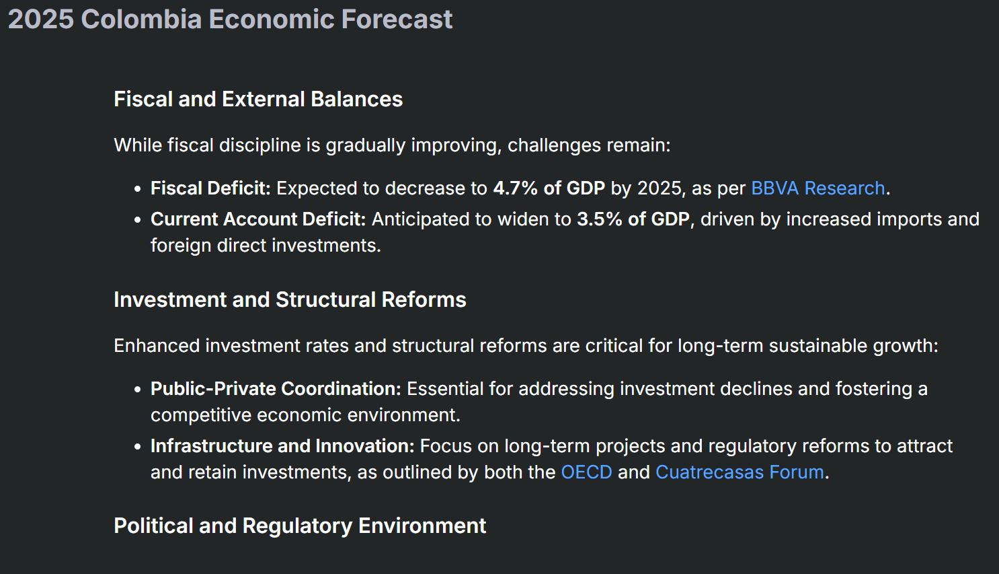 2025 Colombia Economic Forecast
Fiscal and External Balances
While fiscal discipline is gradually improving, challenges remain:
• Fiscal Deficit: Expected to decrease to 4.7% of GDP by 2025, as per BBVA Research.
• Current Account Deficit: Anticipated to widen to 3.5% of GDP, driven by increased imports and
foreign direct investments.
Investment and Structural Reforms
Enhanced investment rates and structural reforms are critical for long-term sustainable growth:
• Public-Private Coordination: Essential for addressing investment declines and fostering a
competitive economic environment.
• Infrastructure and Innovation: Focus on long-term projects and regulatory reforms to attract
and retain investments, as outlined by both the OECD and Cuatrecasas Forum.
Political and Regulatory Environment